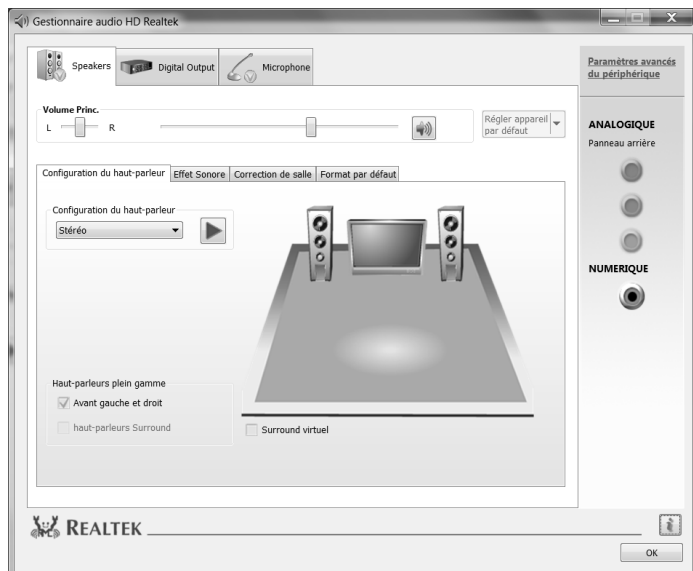 Gestionnaire audio HD Realtek
Speakers
Digital Output
Microphone
Paramètres avancés
du périphérique
Volume Princ.
L
R
Régler appareil
par défaut
ANALOGIQUE
Panneau arrière
Configuration du haut-parleur
Effet Sonore
Correction de salle
Format par défaut
Configuration du haut-parleur
Stéréo
NUMERIQUE
Haut-parleurs plein gamme
Avant gauche et droit
haut-parleurs Surround
Surround virtuel
REALTEK
i
OK